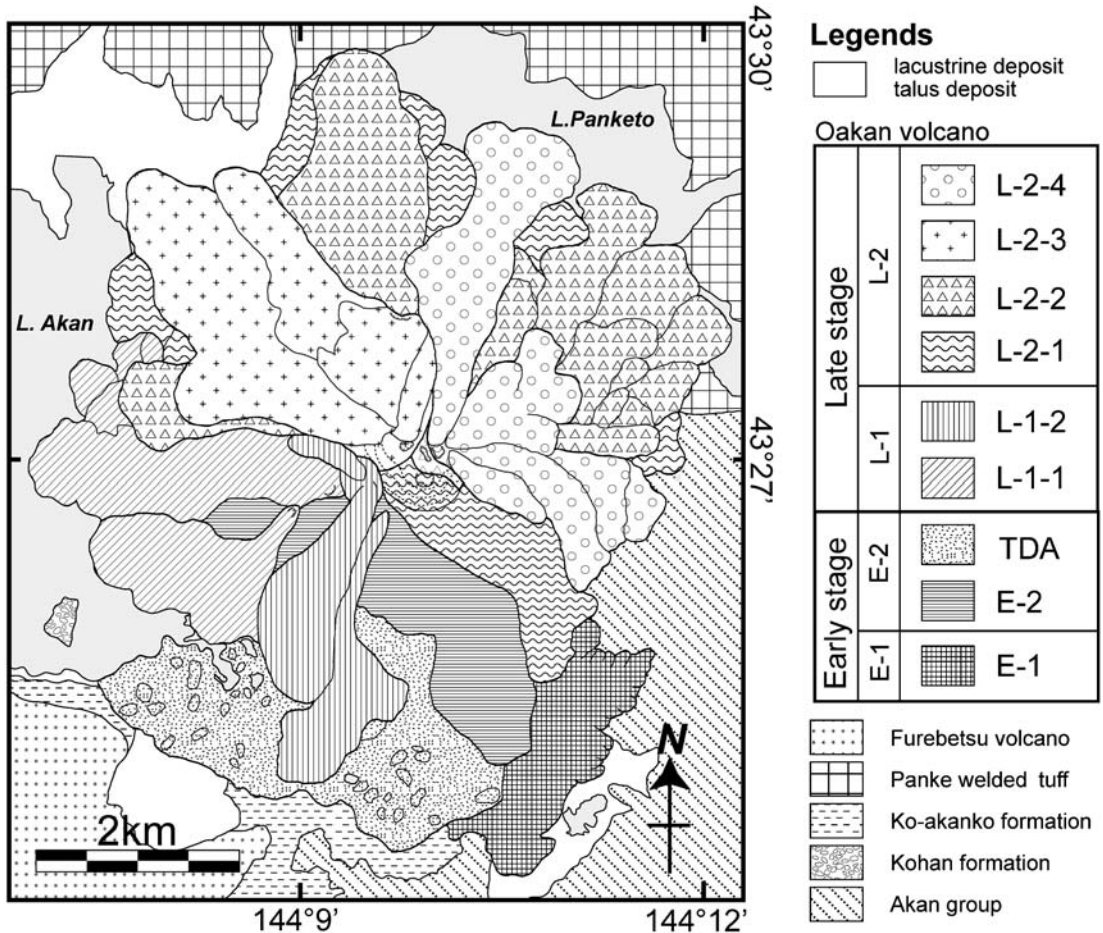 L.Panketo
L. Akan
43°30'
43°27'
2km
N
144°9'
144°12'
Legends
lacustrine deposit
talus deposit
Oakan volcano
Late stage
L-2
L-2-4
L-2-3
L-2-2
L-2-1
L-1
L-1-2
L-1-1
Early stage
E-2
TDA
E-2
E-1
E-1
Furebetsu volcano
Panke welded tuff
Ko-akanko formation
Kohan formation
Akan group